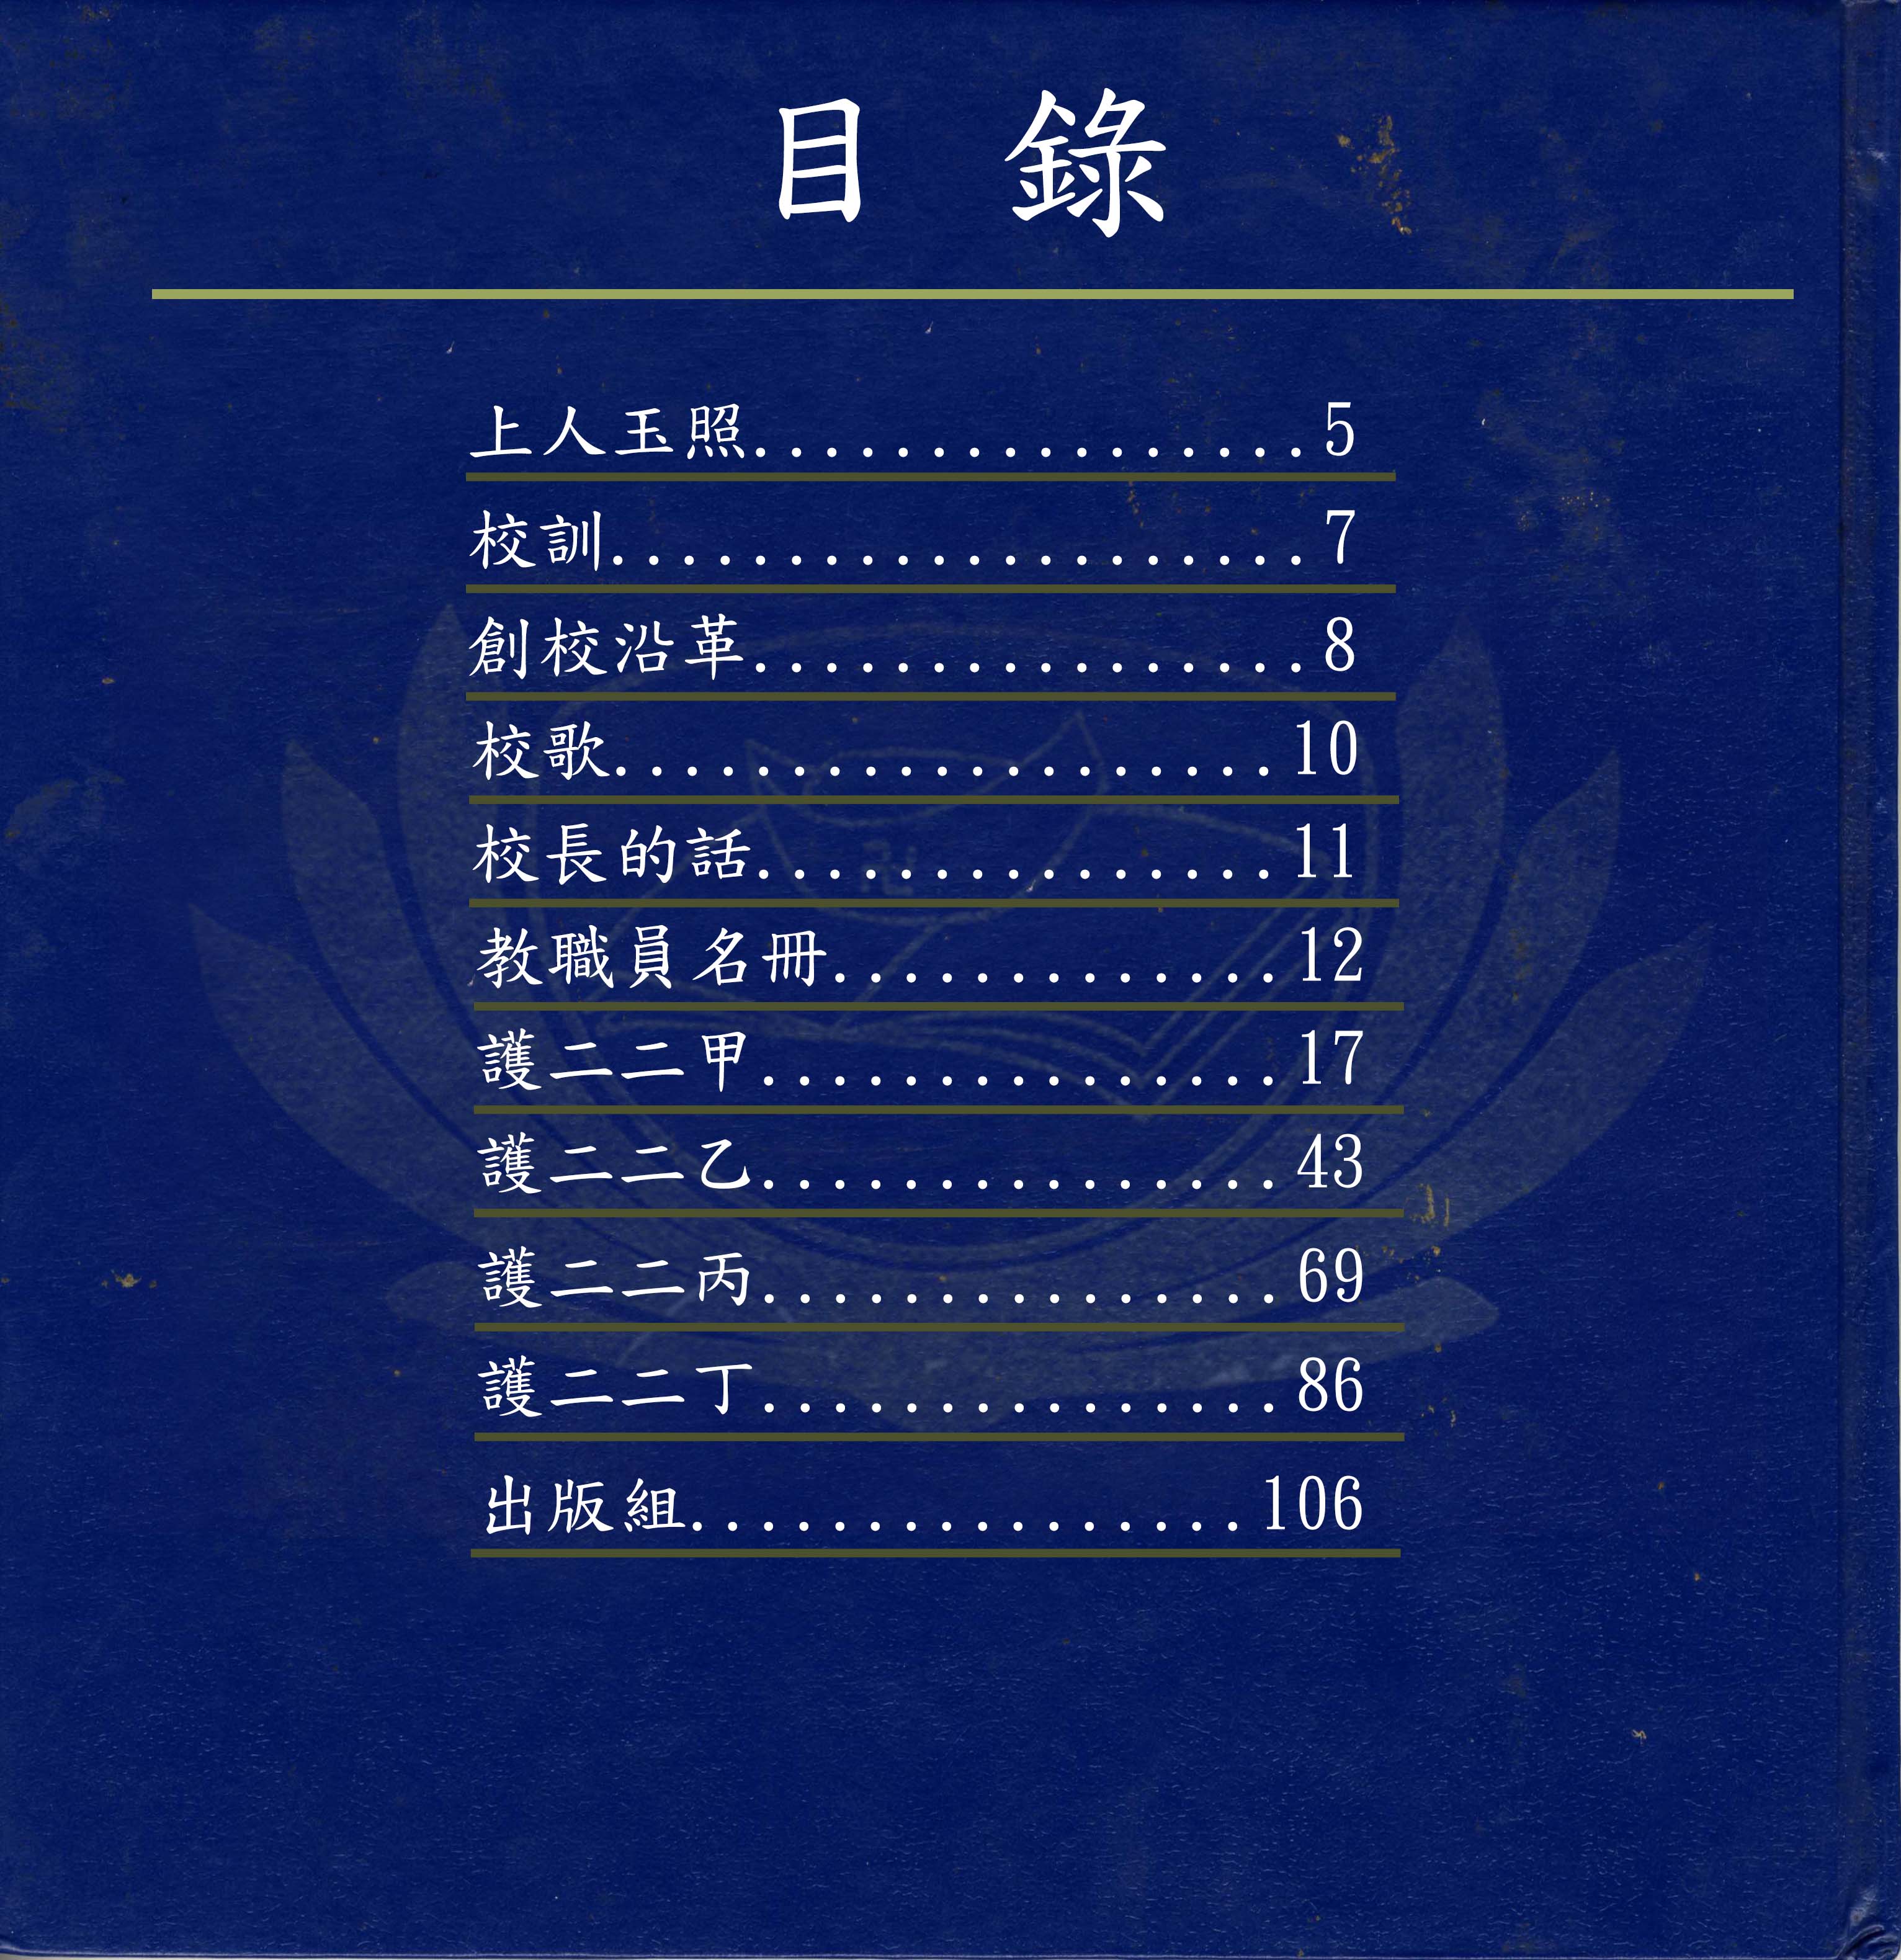 目錄
上人玉照................5
校訓....................7
創校沿革................8
校歌...................10
校長的話...............11
教職員名冊.............12
護二二甲...............17
護二二乙...............43
護二二丙...............69
護二二丁...............86
出版組................106